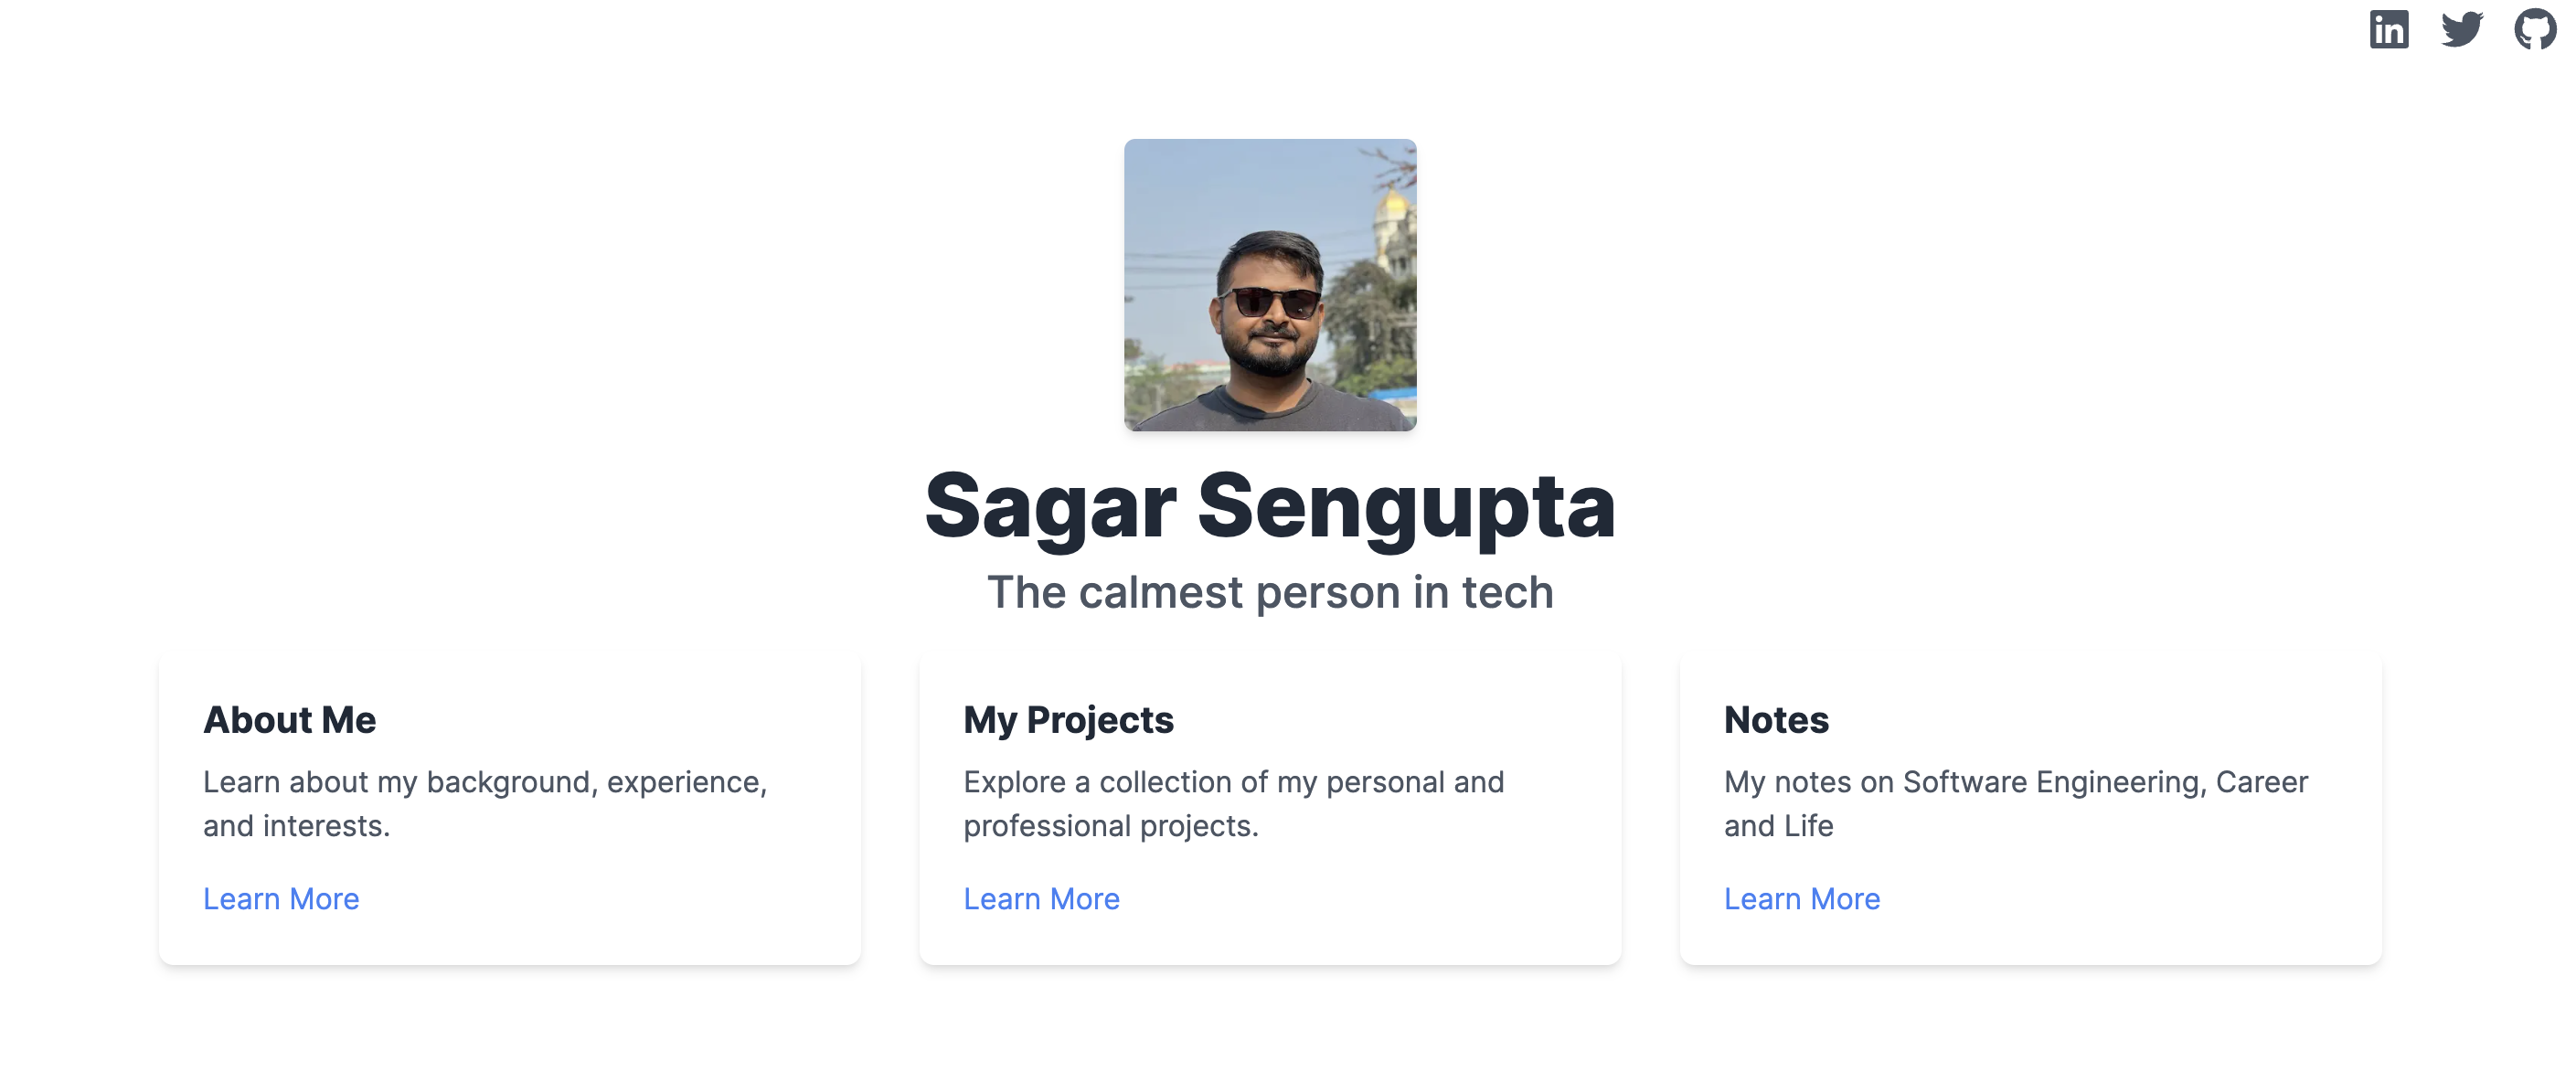 in
Sagar Sengupta
The calmest person in tech
About Me
Learn about my background, experience,
and interests.
Learn More
My Projects
Explore a collection of my personal and
professional projects.
Learn More
Notes
My notes on Software Engineering, Career
and Life
Learn More